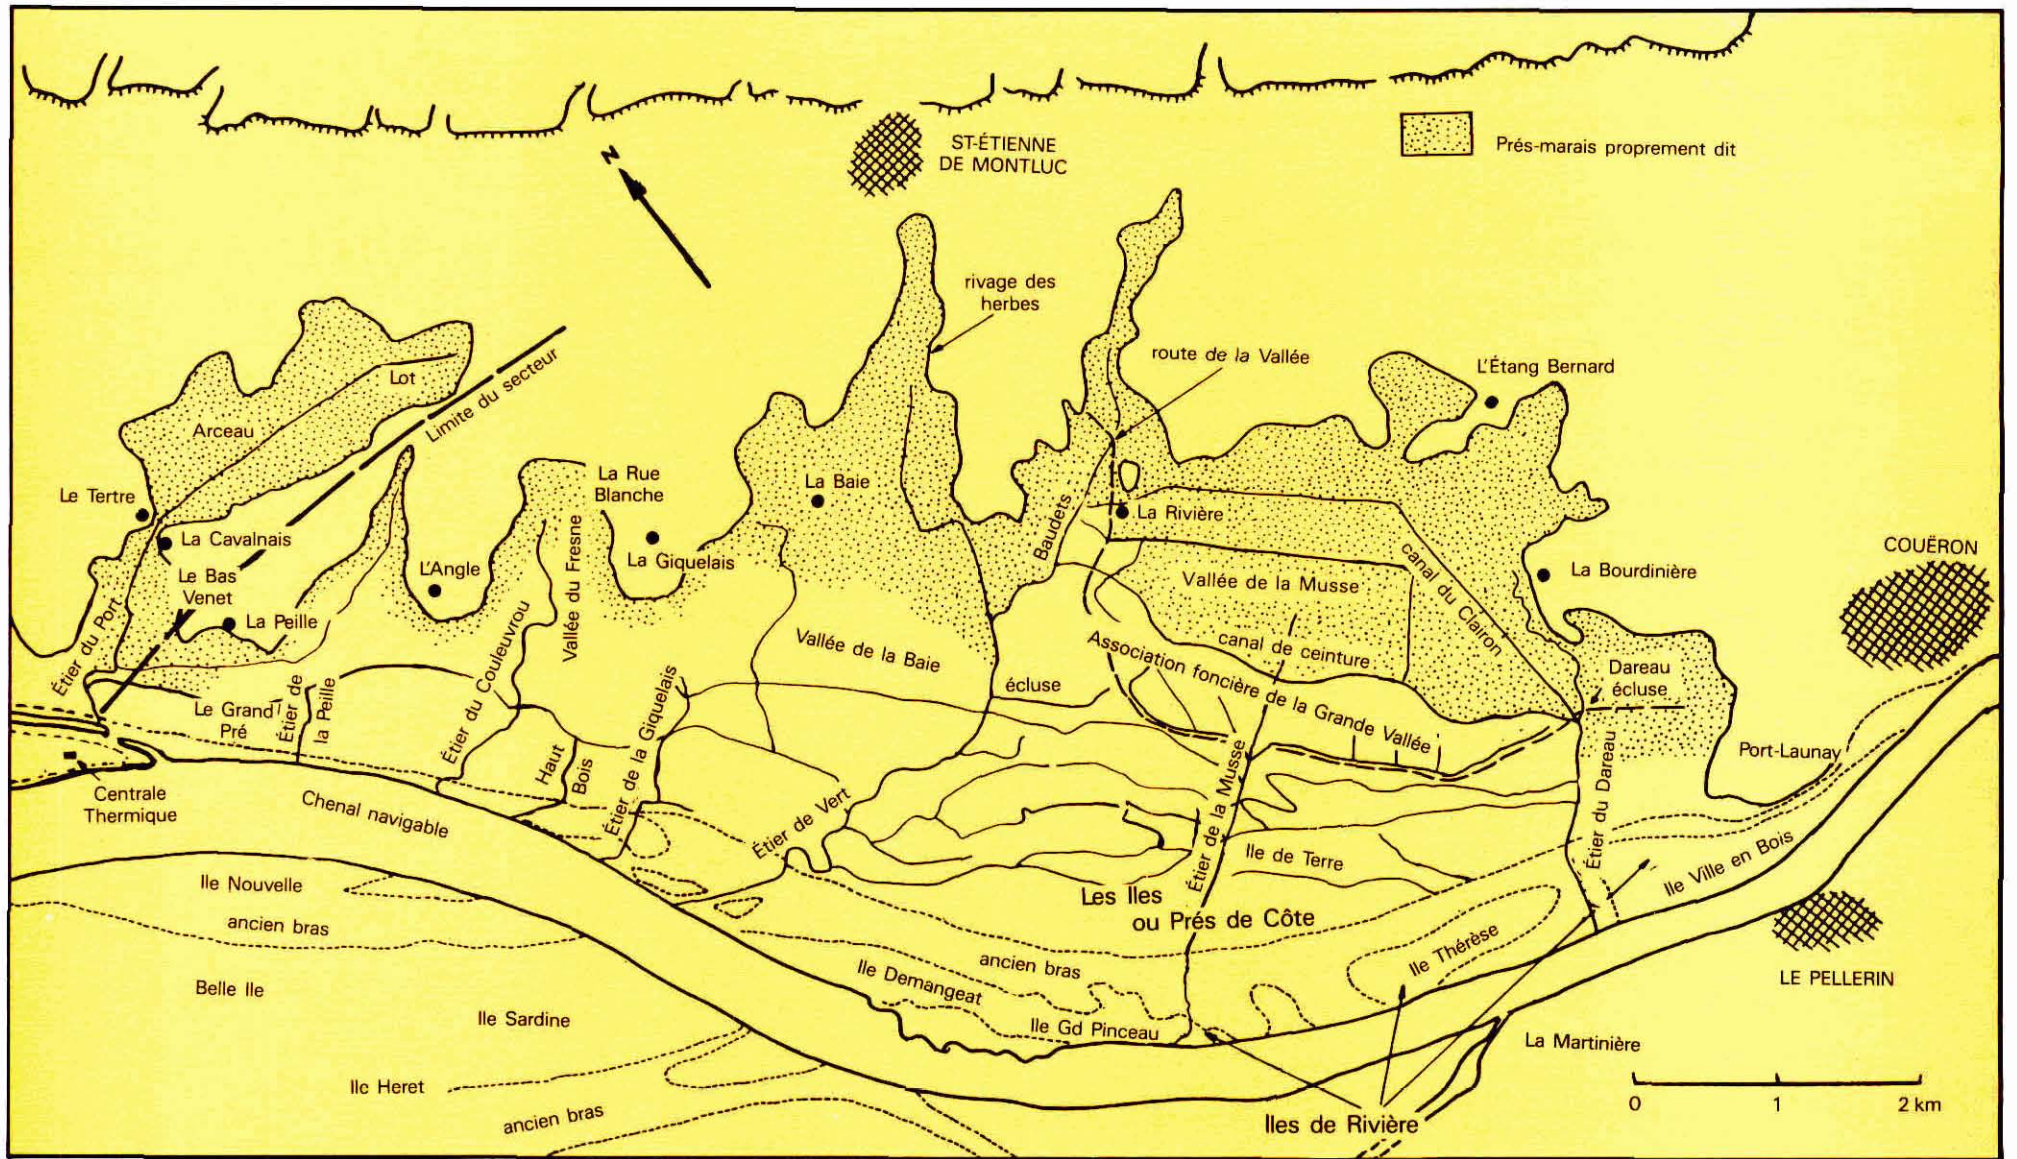 ST-ÉTIENNE
DE MONTLUC
Prés-marais proprement dit
N
rivage des
herbes
route de la Vallée
L'Étang Bernard
Lot
Limite du secteur
Arceau
Le Tertre
La Rue
Blanche
La Baie
La Cavalnais
La Rivière
Baudets
COUËRON
L'Angle
La Giquelais
Le Bas
Venet
La Peille
Vallée du Fresne
Vallée de la Musse
canal du Clairon
La Bourdinière
Étier du Port
Étier du Couleuvrou
Vallée de la Baie
canal de ceinture
Association foncière de la Grande Vallée
Dareau
écluse
écluse
Le Grand
Pré
Étier de
la Peille
Étier de la Giquelais
Haut
Bois
Étier de la Musse
Étier du Dareau
Port-Launay
Centrale
Thermique
Chenal navigable
Étier de Vert
Ile de Terre
Ile Ville en Bois
Ile Nouvelle
Les Iles
ou Prés de Côte
ancien bras
Ile Thérèse
ancien bras
Ile Demangeat
LE PELLERIN
Belle Ile
Ile Sardine
Ile Gd Pinceau
La Martinière
Ilc Heret
ancien bras
Iles de Rivière
0 1 2 km